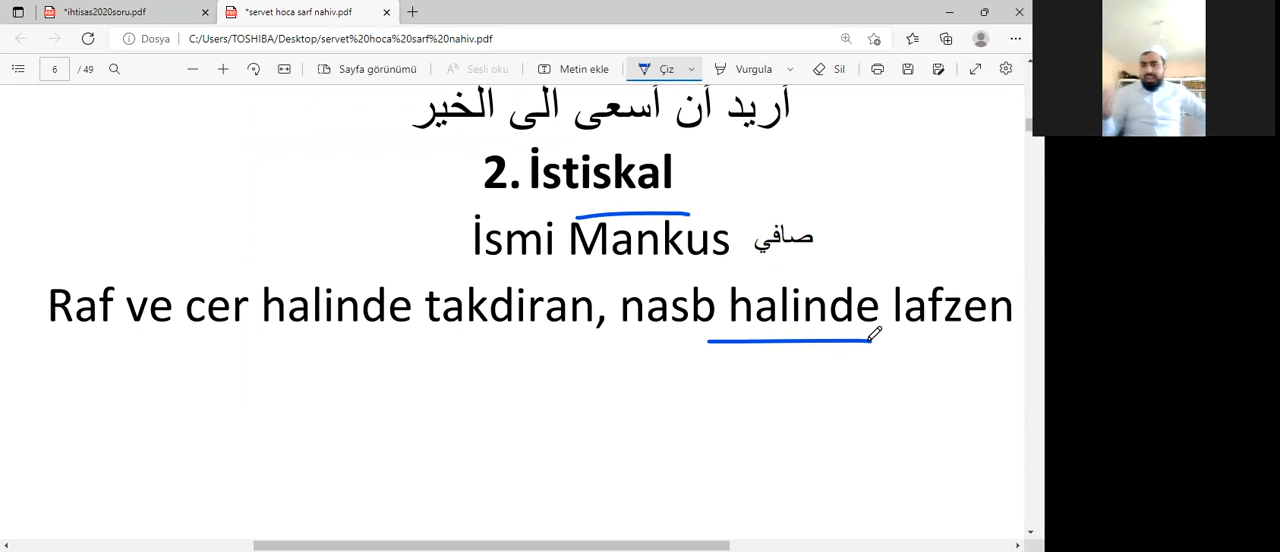 *ihtisas2020soru.pdf
*servet hoca sarf nahiv.pdf
Dosya
C:/Users/TOSHIBA/Desktop/servet%20hoca%20sarf%20nahiv.pdf
6 / 49
Sayfa görünümü
Sesli oku
Metin ekle
Çiz
Vurgula
Sil
أريد أن أسعى الى الخير
2. İstiskal
İsmi Mankus صافي
Raf ve cer halinde takdiran, nasb halinde lafzen